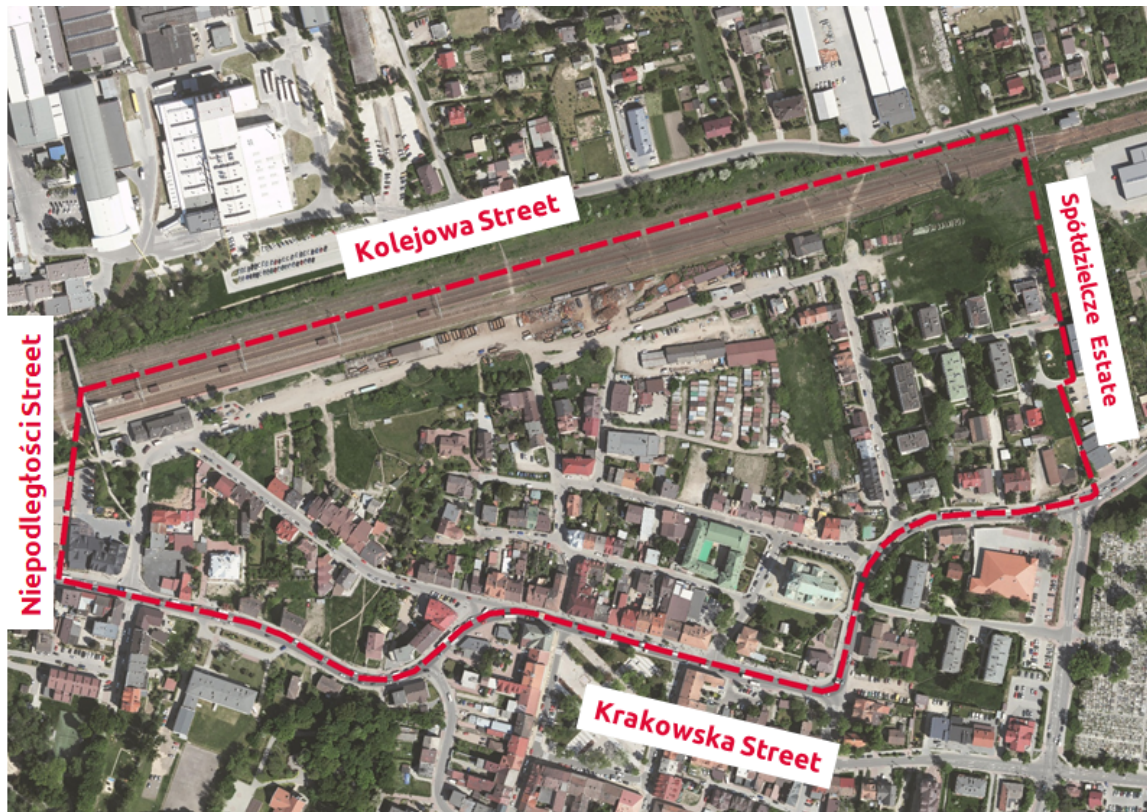 Kolejowa Street
Spółdzielcze Estate
Niepodległości Street
Krakowska Street